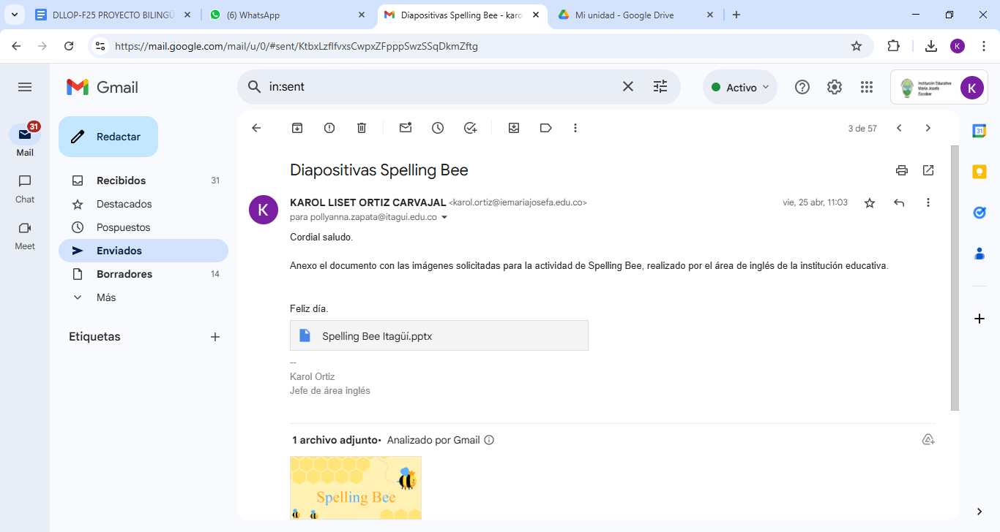 DLLOP-F25 PROYECTO BILINGÜ
(6) WhatsApp
Diapositivas Spelling Bee - karo
Mi unidad - Google Drive
https://mail.google.com/mail/u/0/#sent/KtbxLzflfvxsCwpxZFpppSwzSSqDkmZftg
K
31
Mail
Chat
Meet
Gmail
in:sent
Activo
Institución Educativa
María Josefa
Escobar
K
Redactar
3 de 57
Recibidos 31
Destacados
Pospuestos
Enviados
Borradores 14
Más
Etiquetas
Diapositivas Spelling Bee
K
KAROL LISET ORTIZ CARVAJAL <karol.ortiz@iemariajosefa.edu.co> vie, 25 abr, 11:03
para pollyanna.zapata@itagui.edu.co
Cordial saludo.
Anexo el documento con las imágenes solicitadas para la actividad de Spelling Bee, realizado por el área de inglés de la institución educativa.
Feliz día.
Spelling Bee Itagüí.pptx
--
Karol Ortiz
Jefe de área inglés
1 archivo adjunto• Analizado por Gmail
Spelling Bee
31